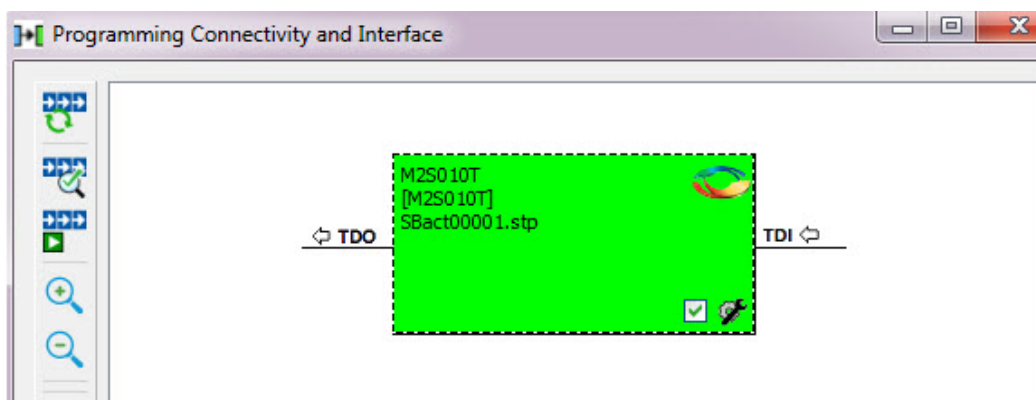 Programming Connectivity and Interface
M2S010T
[M2S010T]
SBact00001.stp
TDO
TDI